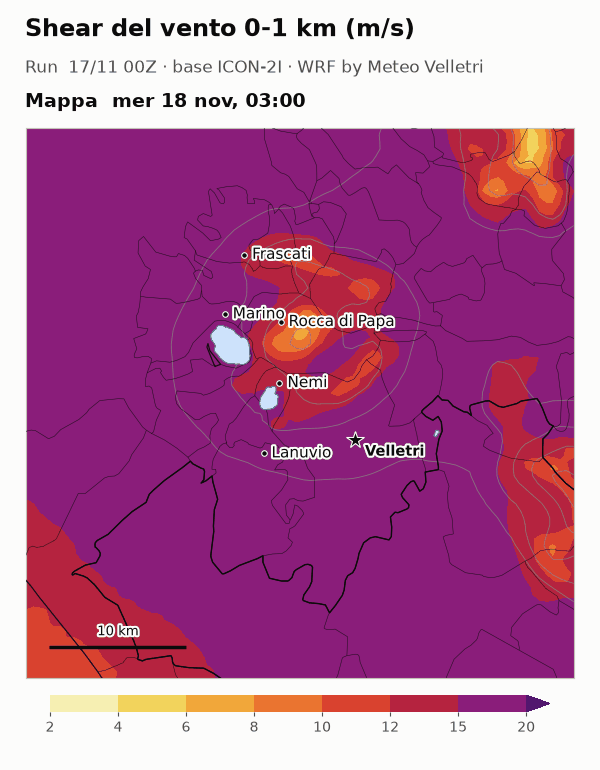 Shear del vento 0-1 km (m/s)
Run 17/11 00Z · base ICON-2I · WRF by Meteo Velletri
Mappa mer 18 nov, 03:00
Frascati
Marino
Rocca di Papa
Nemi
Velletri
Lanuvio
10 km
2 4 6 8 10 12 15 20